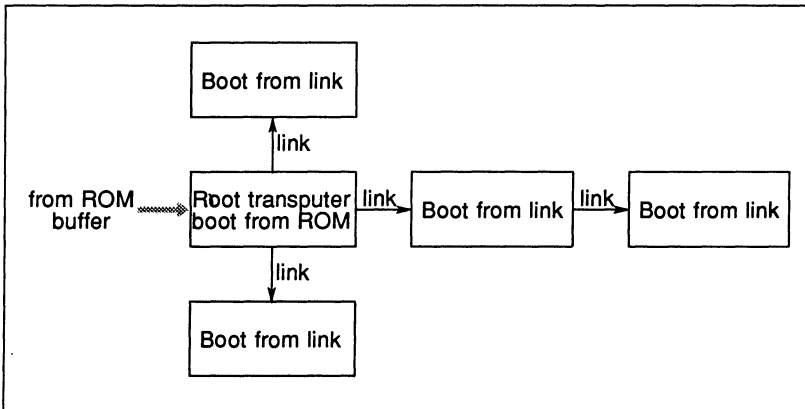 Boot from link
link
from ROM
buffer
Root transputer
boot from ROM
link
Boot from link
link
Boot from link
link
Boot from link